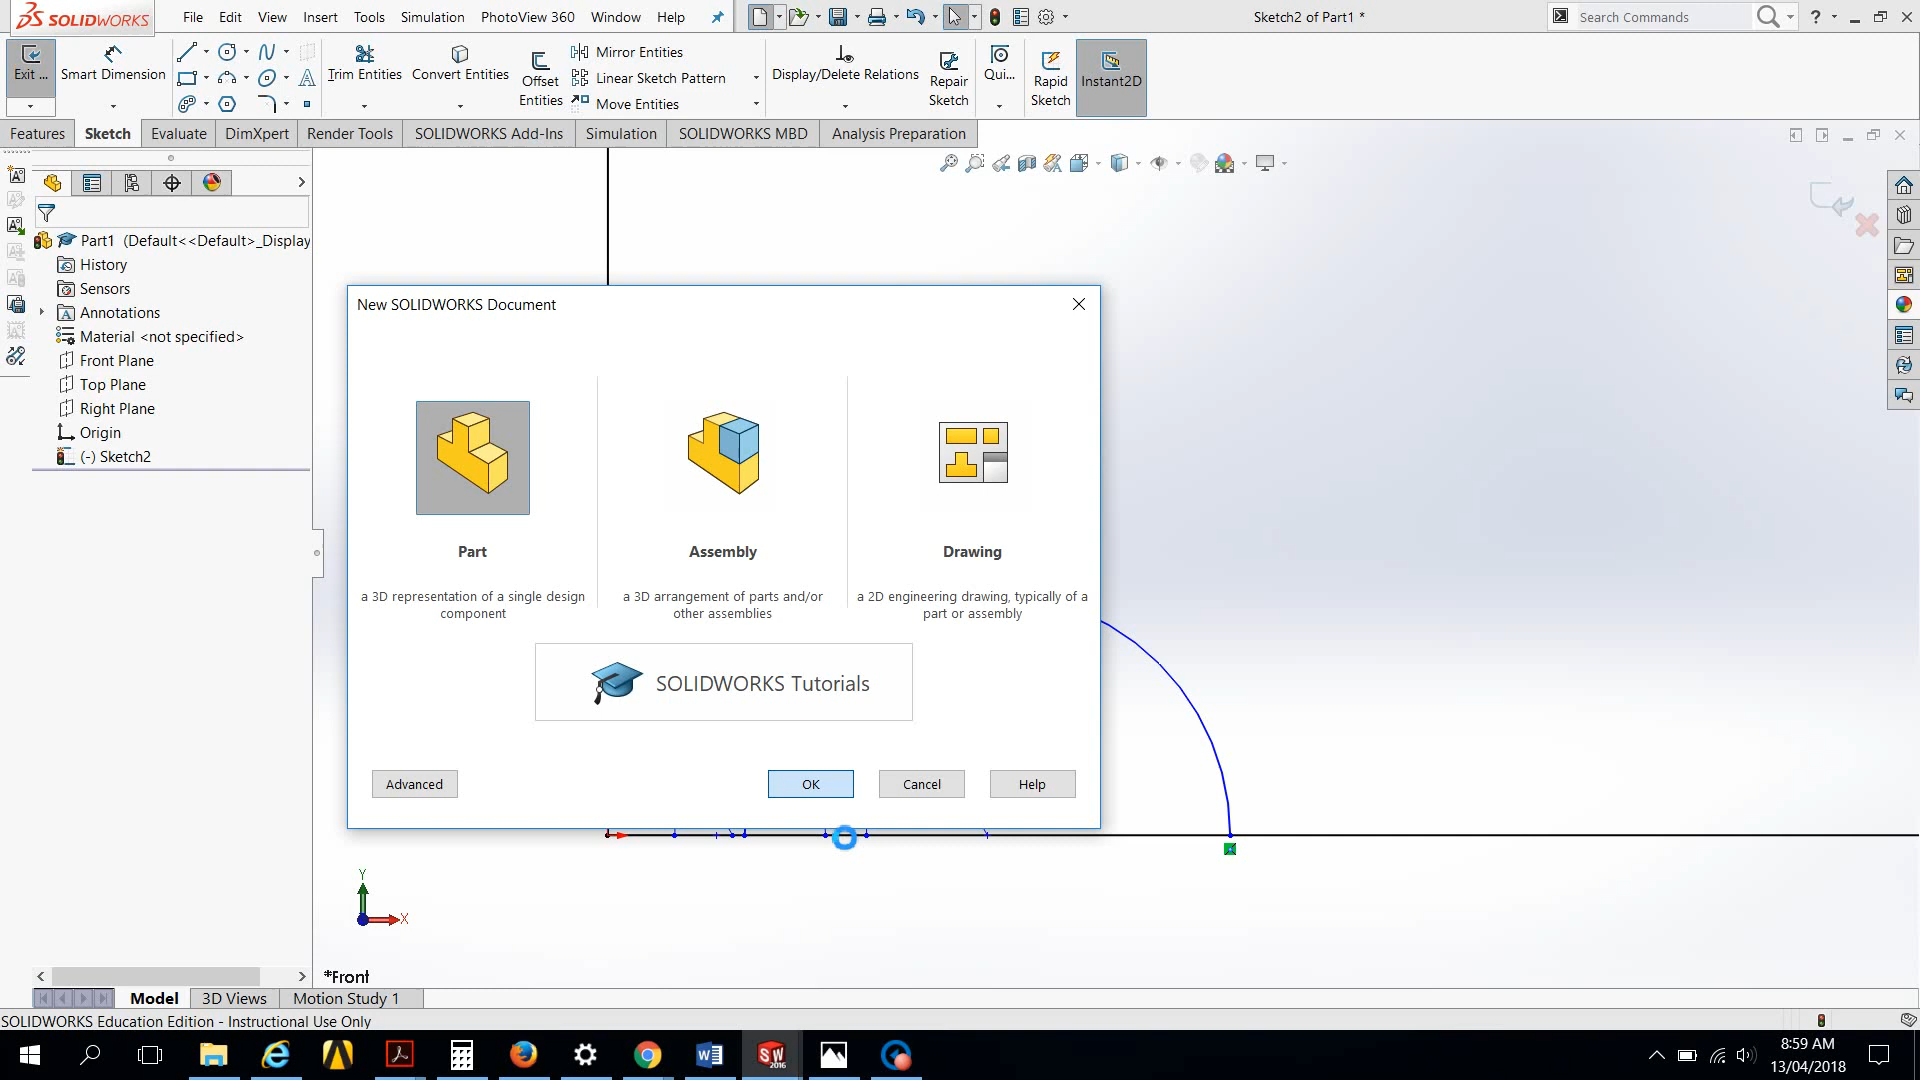 SOLIDWORKS
File Edit View Insert Tools Simulation PhotoView 360 Window Help
Sketch2 of Part1 *
Search Commands
Exit ...
Smart Dimension
Trim Entities
Convert Entities
Offset Entities
Mirror Entities
Linear Sketch Pattern
Move Entities
Display/Delete Relations
Repair Sketch
Qui...
Rapid Sketch
Instant2D
Features Sketch Evaluate DimXpert Render Tools SOLIDWORKS Add-Ins Simulation SOLIDWORKS MBD Analysis Preparation
Part1 (Default<<Default>_Display
History
Sensors
Annotations
Material <not specified>
Front Plane
Top Plane
Right Plane
Origin
(-) Sketch2
New SOLIDWORKS Document
Part
a 3D representation of a single design
component
Assembly
a 3D arrangement of parts and/or
other assemblies
Drawing
a 2D engineering drawing, typically of a
part or assembly
SOLIDWORKS Tutorials
Advanced OK Cancel Help
Y
X
*Front
Model 3D Views Motion Study 1
SOLIDWORKS Education Edition - Instructional Use Only
SW
2016
8:59 AM
13/04/2018